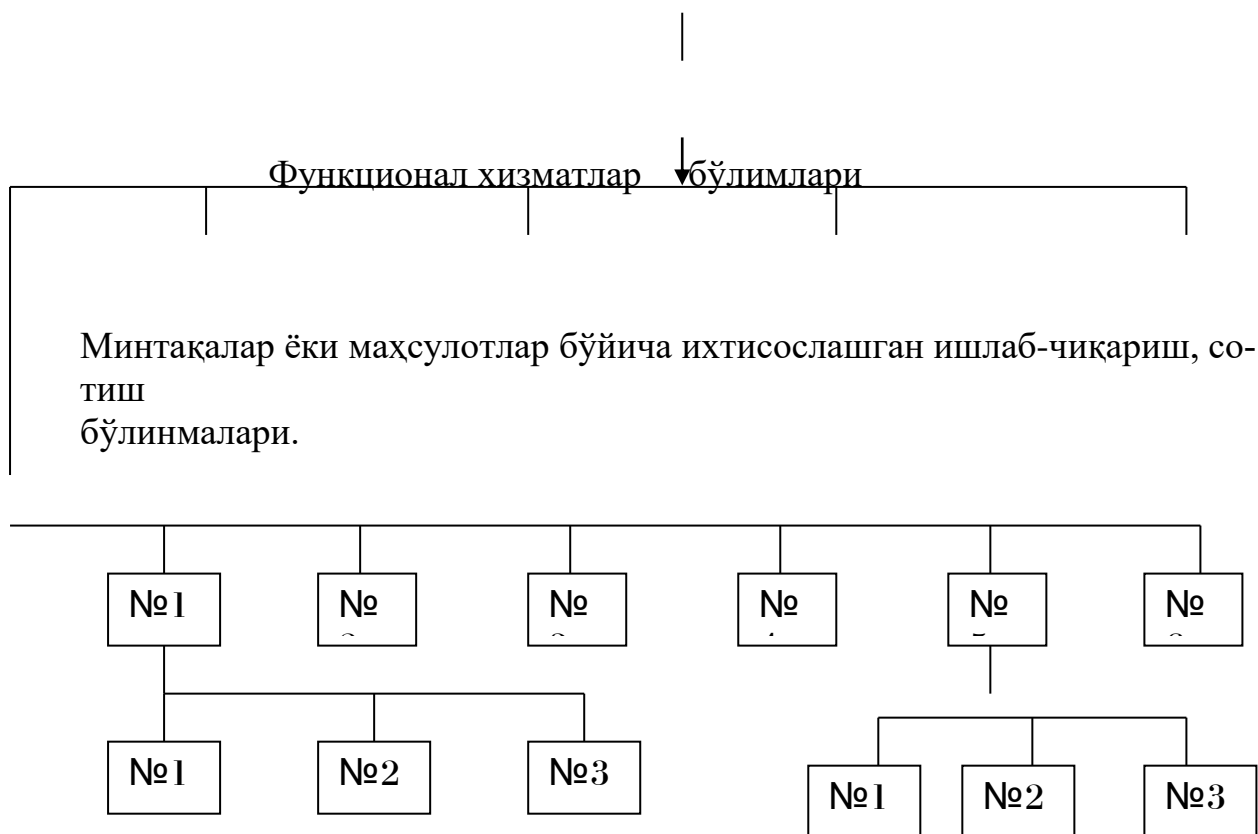 Функционал хизматлар бўлимлари
Минтақалар ёки маҳсулотлар бўйича ихтисослашган ишлаб-чиқариш, со-
тиш
бўлинмалари.
№1 № № № № №
№1 №2 №3
№1 №2 №3